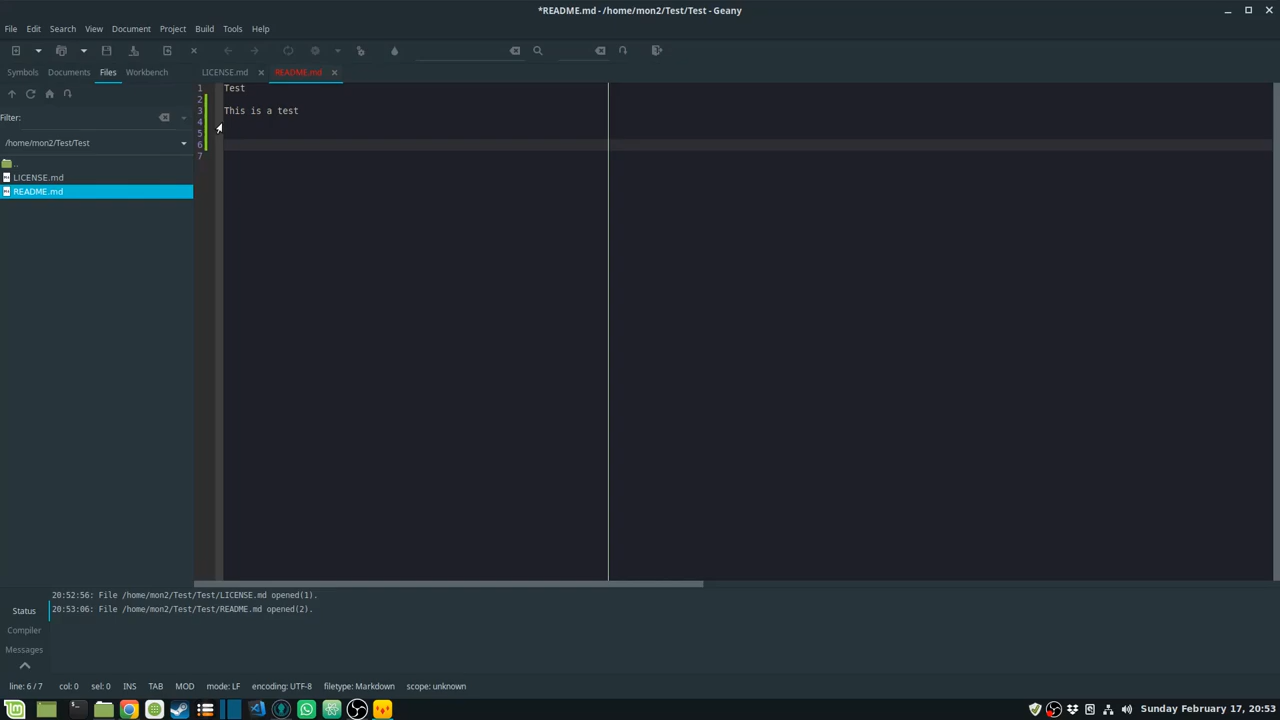 *README.md - /home/mon2/Test/Test - Geany
File Edit Search View Document Project Build Tools Help
Symbols Documents Files Workbench LICENSE.md README.md
Filter:
/home/mon2/Test/Test
..
LICENSE.md
README.md
1 Test
2
3 This is a test
4
5
6
7
Status
Compiler
Messages
20:52:56: File /home/mon2/Test/Test/LICENSE.md opened(1).
20:53:06: File /home/mon2/Test/Test/README.md opened(2).
line: 6 / 7 col: 0 sel: 0 INS TAB MOD mode: LF encoding: UTF-8 filetype: Markdown scope: unknown
Sunday February 17, 20:53